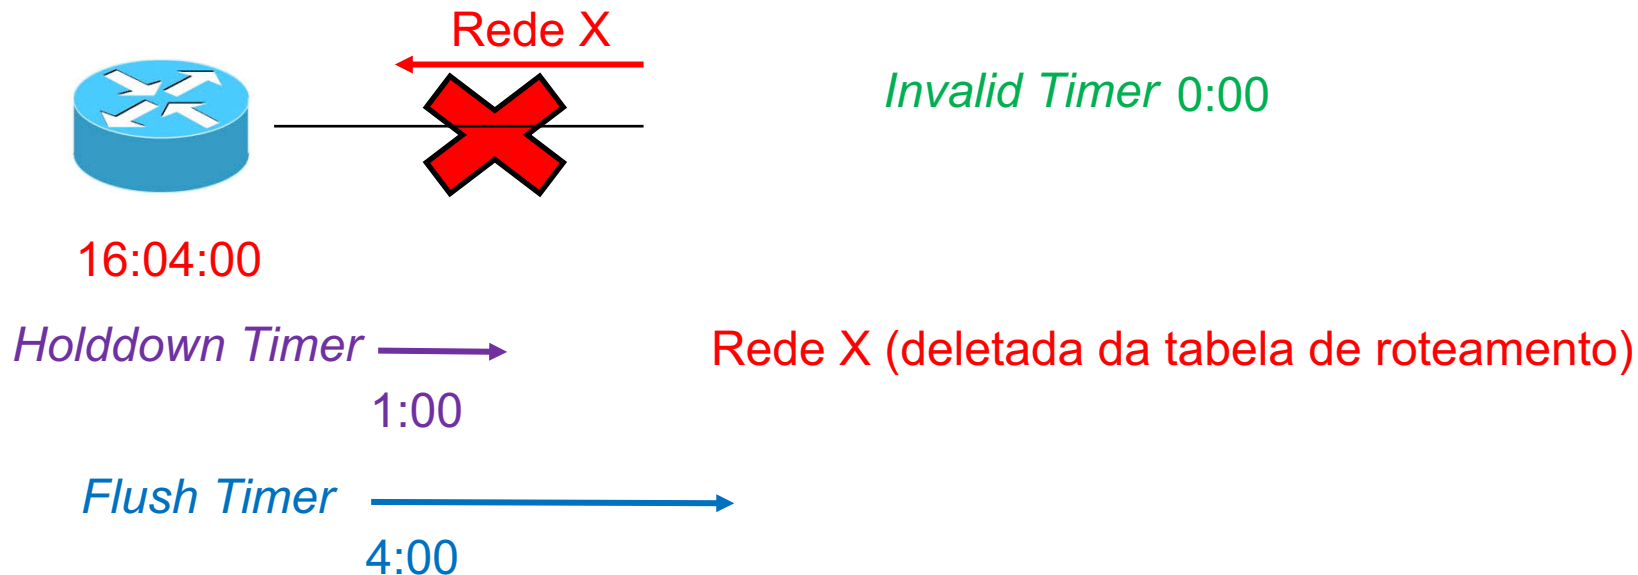 Rede X
Invalid Timer 0:00
16:04:00
Holddown Timer
Rede X (deletada da tabela de roteamento)
1:00
Flush Timer
4:00